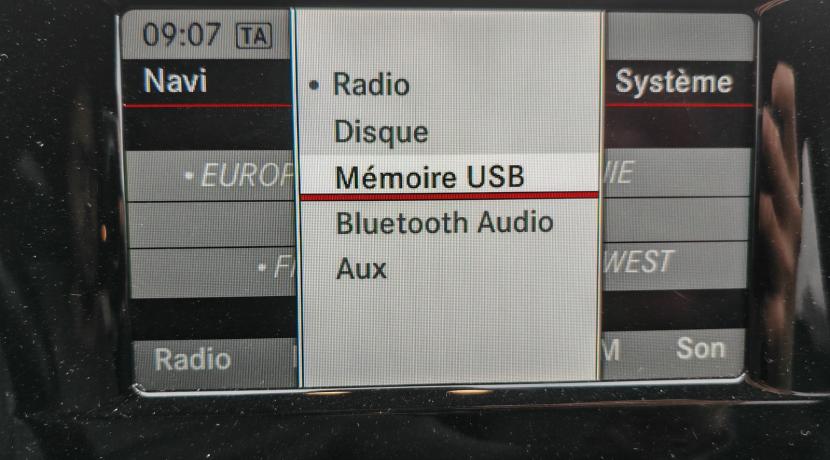 09:07 TA
Navi
Système
• Radio
Disque
Mémoire USB
Bluetooth Audio
Aux
• EUROP
IE
• F
WEST
Radio
M
Son